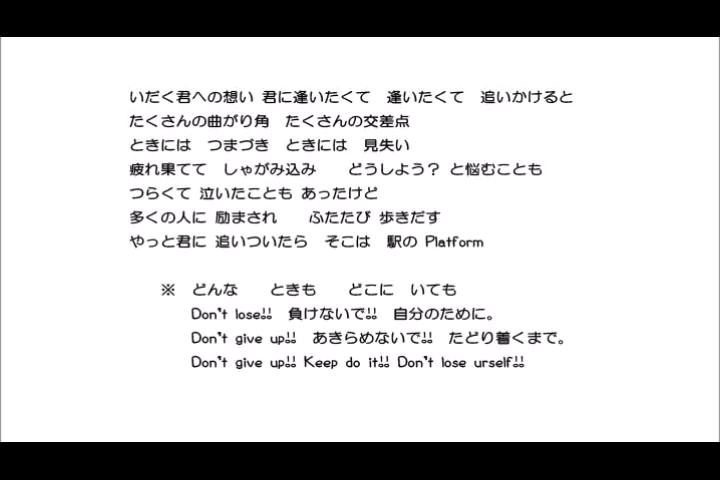 いだく君への想い 君に逢いたくて　逢いたくて　追いかけると
たくさんの曲がり角　たくさんの交差点
ときには　つまづき　ときには　見失い
疲れ果てて　しゃがみ込み　　どうしよう？ と悩むことも
つらくて 泣いたことも あったけど
多くの人に 励まされ　　ふたたび 歩きだす
やっと君に 追いついたら　そこは　駅の Platform
※　どんな　　ときも　　どこに　いても
Don't lose!!　負けないで!!　自分のために。
Don't give up!!　あきらめないで!!　たどり着くまで。
Don't give up!! Keep do it!! Don't lose urself!!